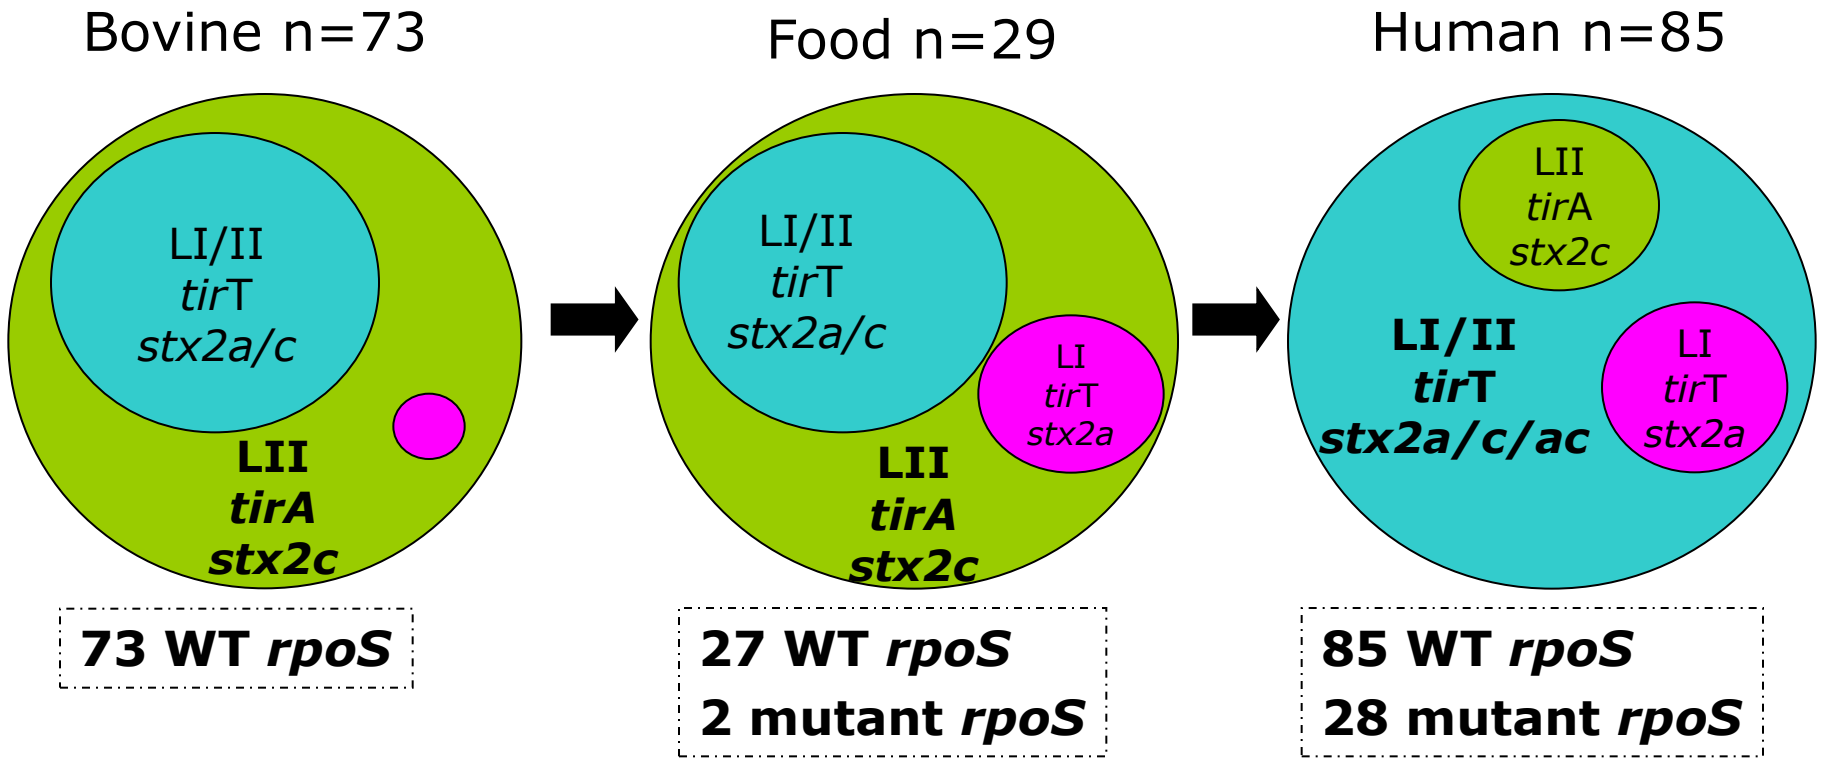 Bovine n=73
LI/II
tirT
stx2a/c
LII
tirA
stx2c
73 WT rpoS
Food n=29
LI/II
tirT
stx2a/c
LI
tirT
stx2a
LII
tirA
stx2c
27 WT rpoS
2 mutant rpoS
Human n=85
LII
tirA
stx2c
LI/II
tirT
stx2a/c/ac
LI
tirT
stx2a
85 WT rpoS
28 mutant rpoS